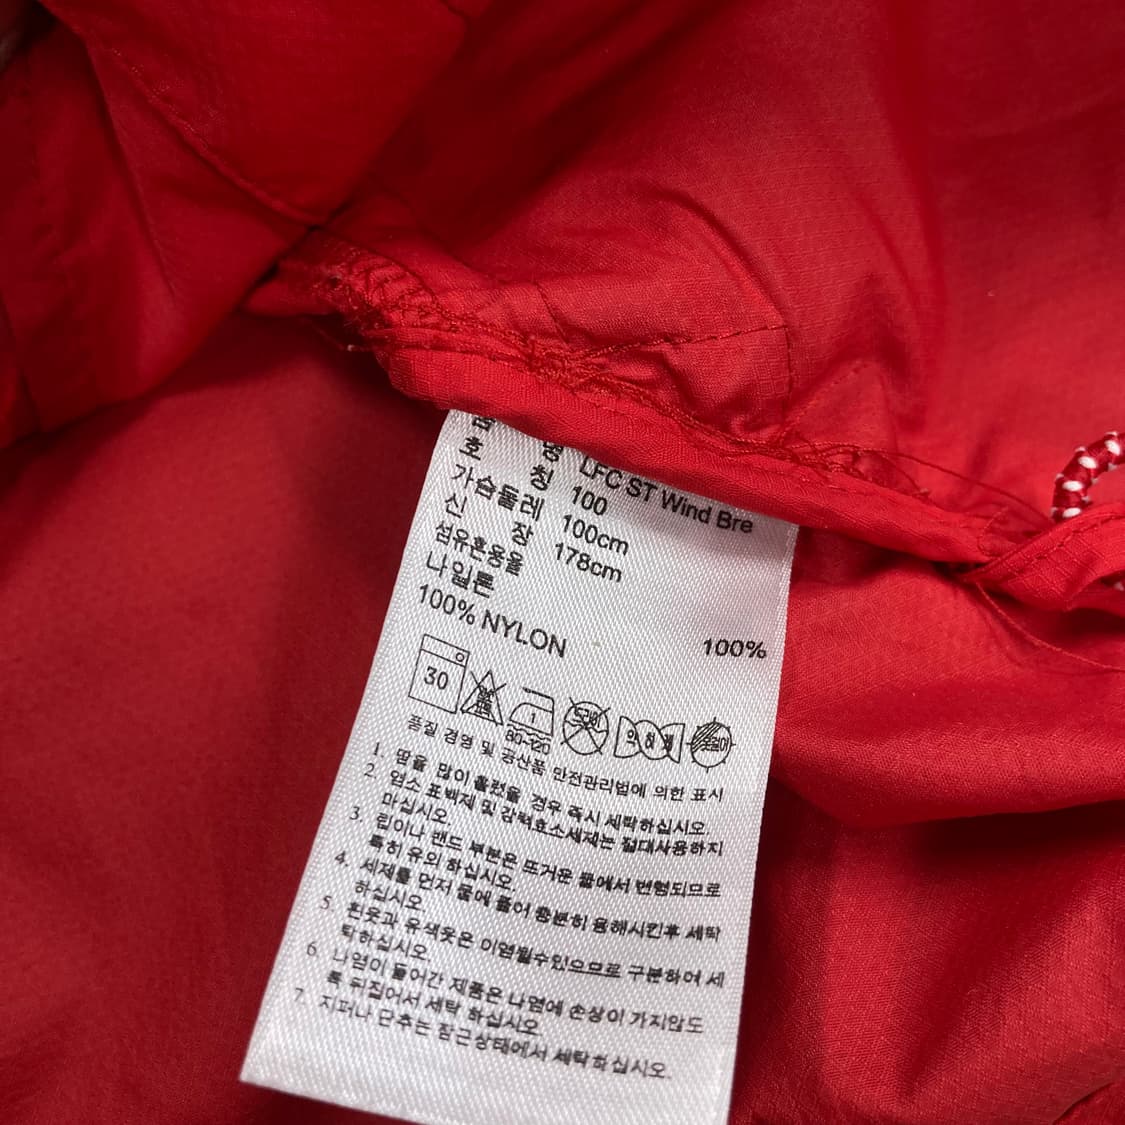 품 명 LFC ST Wind Bre
호 칭 100
가슴둘레 100cm
신 장 178cm
섬유혼용율
나일론 100%
100% NYLON
30
80~120
약하게
품질 경영 및 공산품 안전관리법에 의한 표시
1. 땀을 많이 흘렸을 경우 즉시 세탁하십시오.
2. 염소 표백제 및 강력효소세제는 절대사용하지
마십시오.
3. 립이나 밴드 부분은 뜨거운 물에서 변형되므로
특히 유의 하십시오.
4. 세제를 먼저 물에 풀어 충분히 용해시킨후 세탁
하십시오.
5. 흰옷과 유색옷은 이염될수있으므로 구분하여 세
탁하십시오.
6. 나염이 들어간 제품은 나염에 손상이 가지않도
록 뒤집어서 세탁 하십시오.
7. 지퍼나 단추는 잠근상태에서 세탁하십시오.